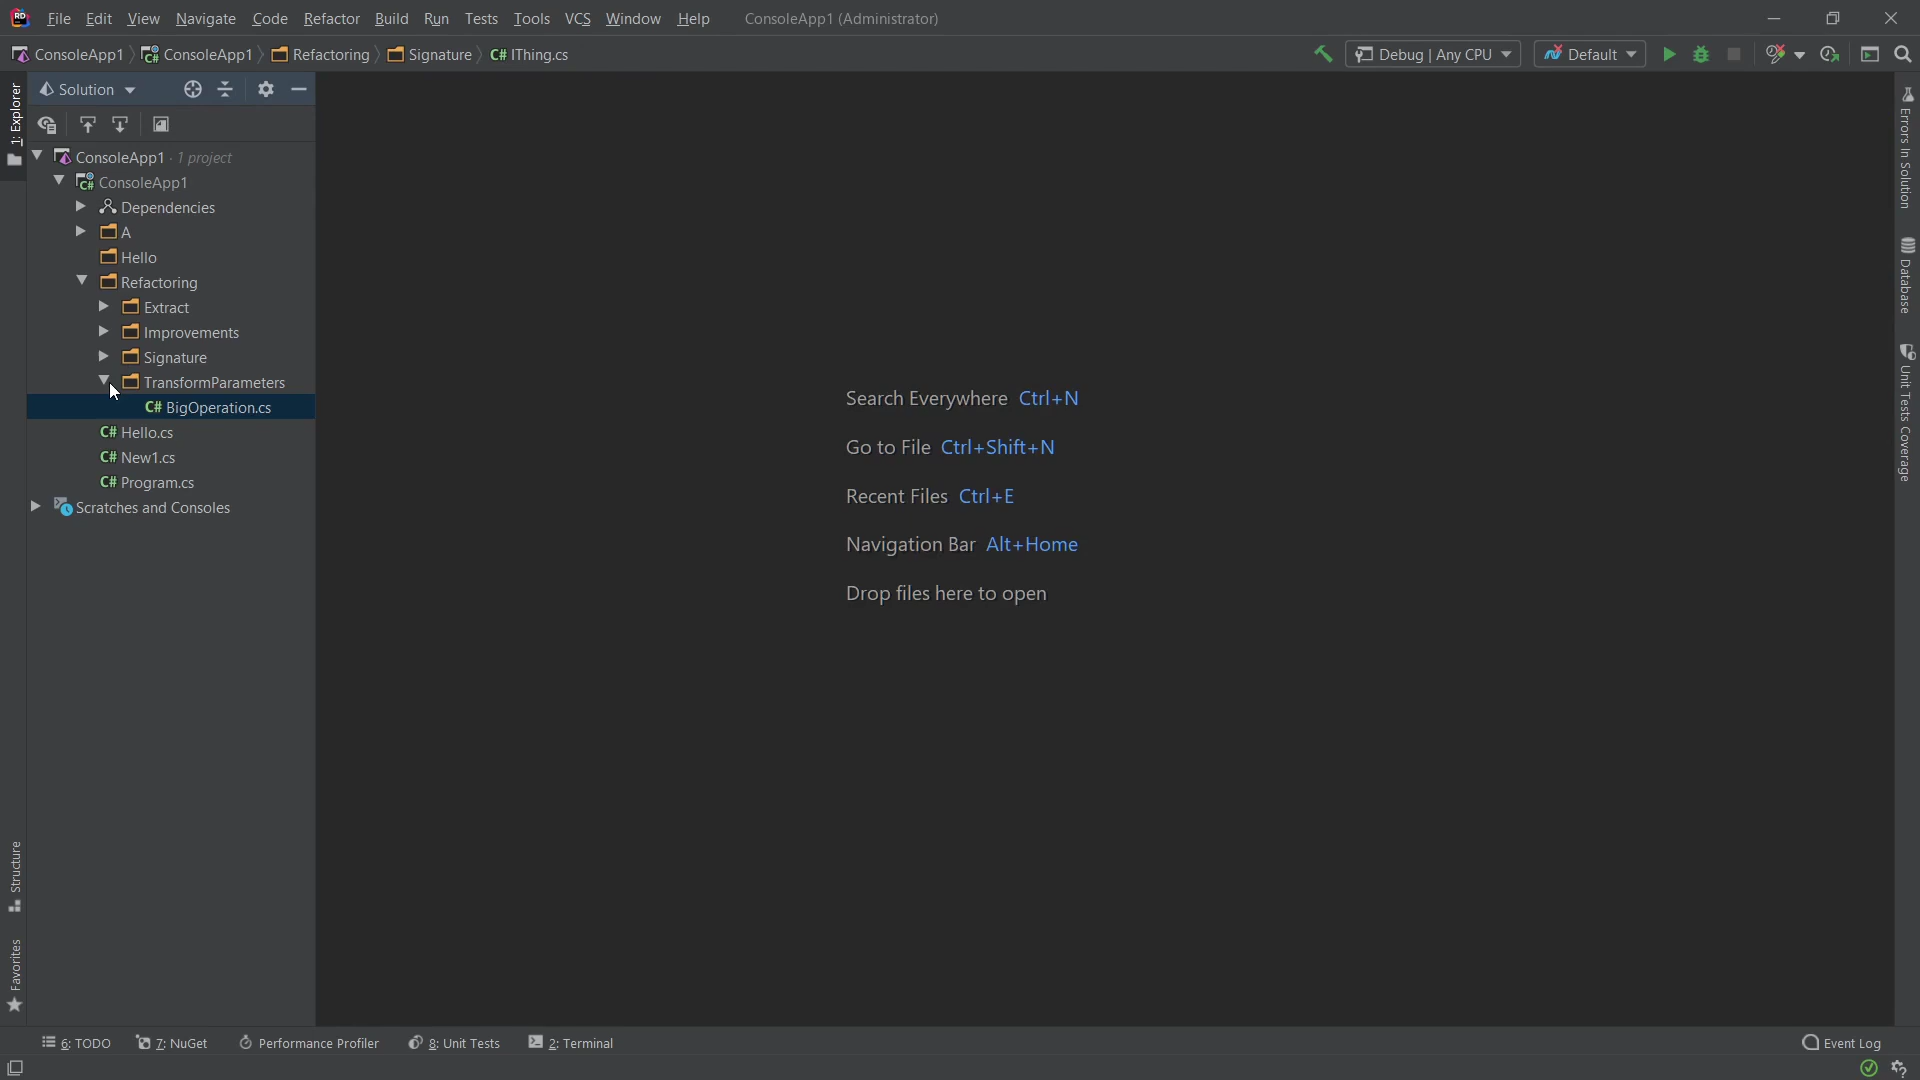 File Edit View Navigate Code Refactor Build Run Tests Tools VCS Window Help ConsoleApp1 (Administrator)
ConsoleApp1 ConsoleApp1 Refactoring Signature C# IThing.cs Debug | Any CPU Default
1: Explorer
Solution
ConsoleApp1 · 1 project
C# ConsoleApp1
Dependencies
A
Hello
Refactoring
Extract
Improvements
Signature
TransformParameters
C# BigOperation.cs
C# Hello.cs
C# New1.cs
C# Program.cs
Scratches and Consoles
Structure
Favorites
Search Everywhere Ctrl+N
Go to File Ctrl+Shift+N
Recent Files Ctrl+E
Navigation Bar Alt+Home
Drop files here to open
Errors In Solution
Database
Unit Tests Coverage
6: TODO 7: NuGet Performance Profiler 8: Unit Tests 2: Terminal Event Log